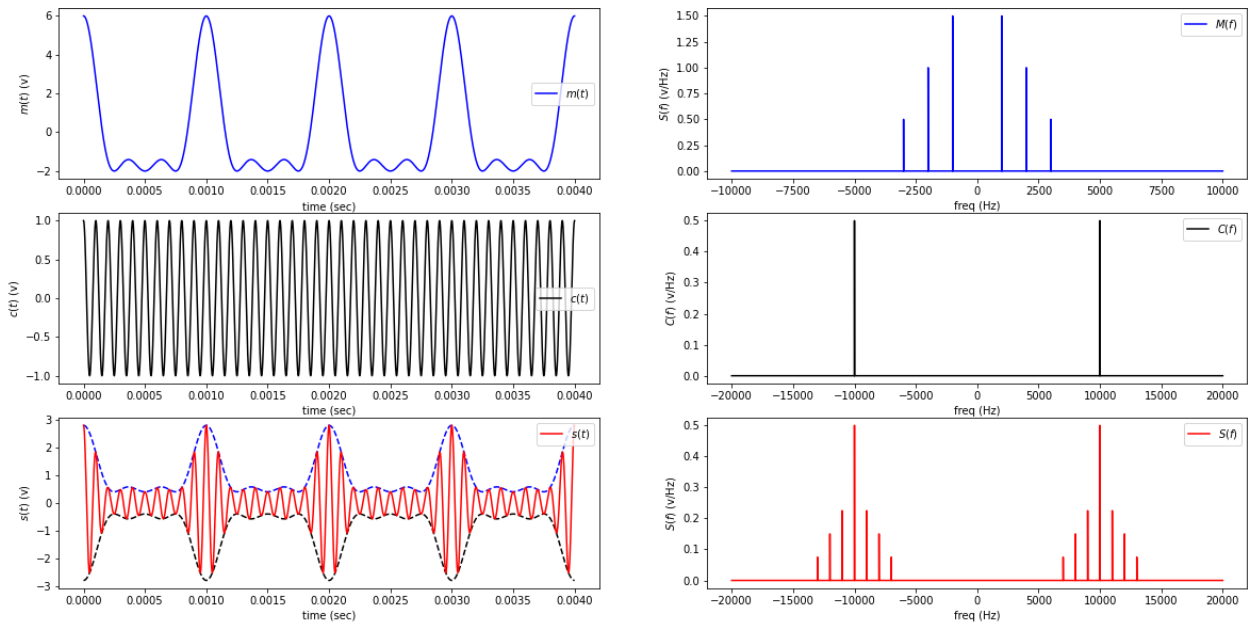 6
4
2
0
−2
m(t) (v)
m(t)
0.0000 0.0005 0.0010 0.0015 0.0020 0.0025 0.0030 0.0035 0.0040
time (sec)
1.50
1.25
1.00
0.75
0.50
0.25
0.00
S(f) (v/Hz)
M(f)
−10000 −7500 −5000 −2500 0 2500 5000 7500 10000
freq (Hz)
1.0
0.5
0.0
−0.5
−1.0
c(t) (v)
c(t)
0.0000 0.0005 0.0010 0.0015 0.0020 0.0025 0.0030 0.0035 0.0040
time (sec)
0.5
0.4
0.3
0.2
0.1
0.0
C(f) (v/Hz)
C(f)
−20000 −15000 −10000 −5000 0 5000 10000 15000 20000
freq (Hz)
3
2
1
0
−1
−2
−3
s(t) (v)
s(t)
0.0000 0.0005 0.0010 0.0015 0.0020 0.0025 0.0030 0.0035 0.0040
time (sec)
0.5
0.4
0.3
0.2
0.1
0.0
S(f) (v/Hz)
S(f)
−20000 −15000 −10000 −5000 0 5000 10000 15000 20000
freq (Hz)